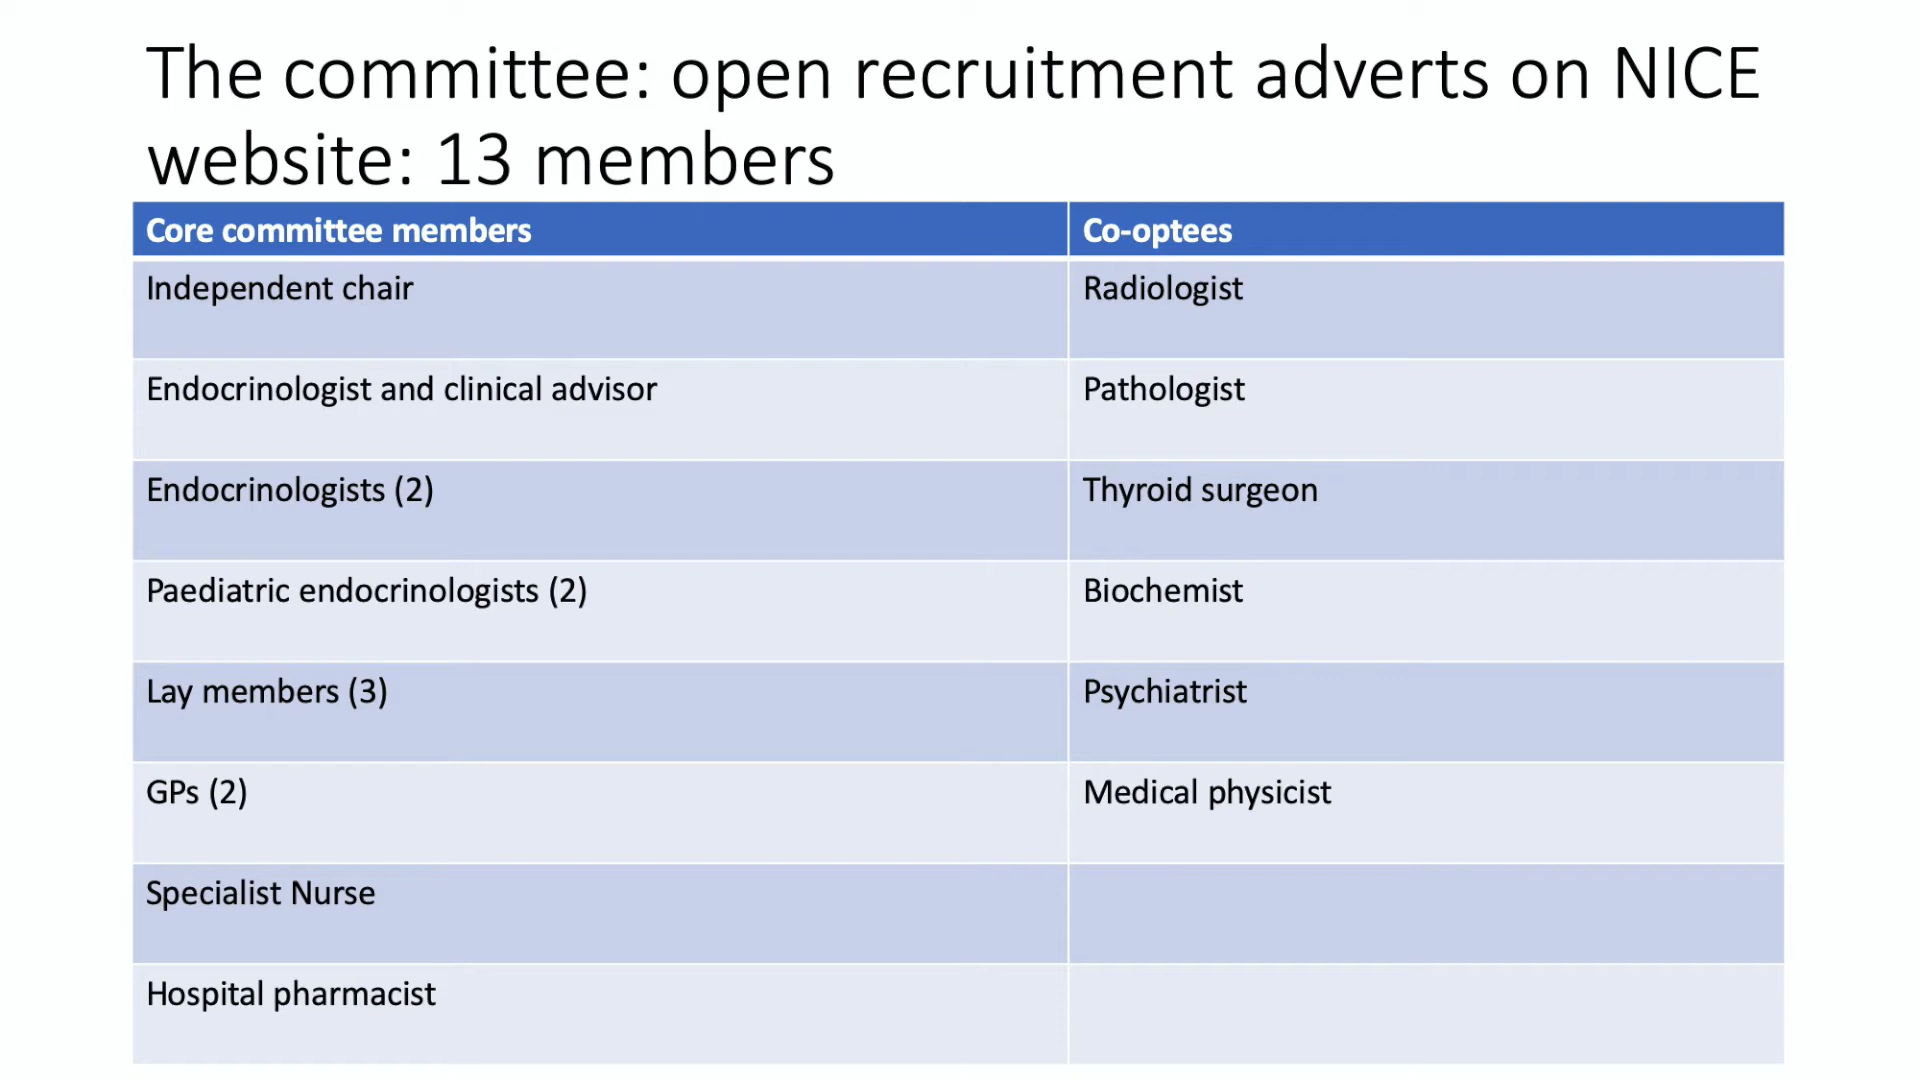 The committee: open recruitment adverts on NICE
website: 13 members
Core committee members
Co-optees
Independent chair
Radiologist
Endocrinologist and clinical advisor
Pathologist
Endocrinologists (2)
Thyroid surgeon
Paediatric endocrinologists (2)
Biochemist
Lay members (3)
Psychiatrist
GPs (2)
Medical physicist
Specialist Nurse
Hospital pharmacist